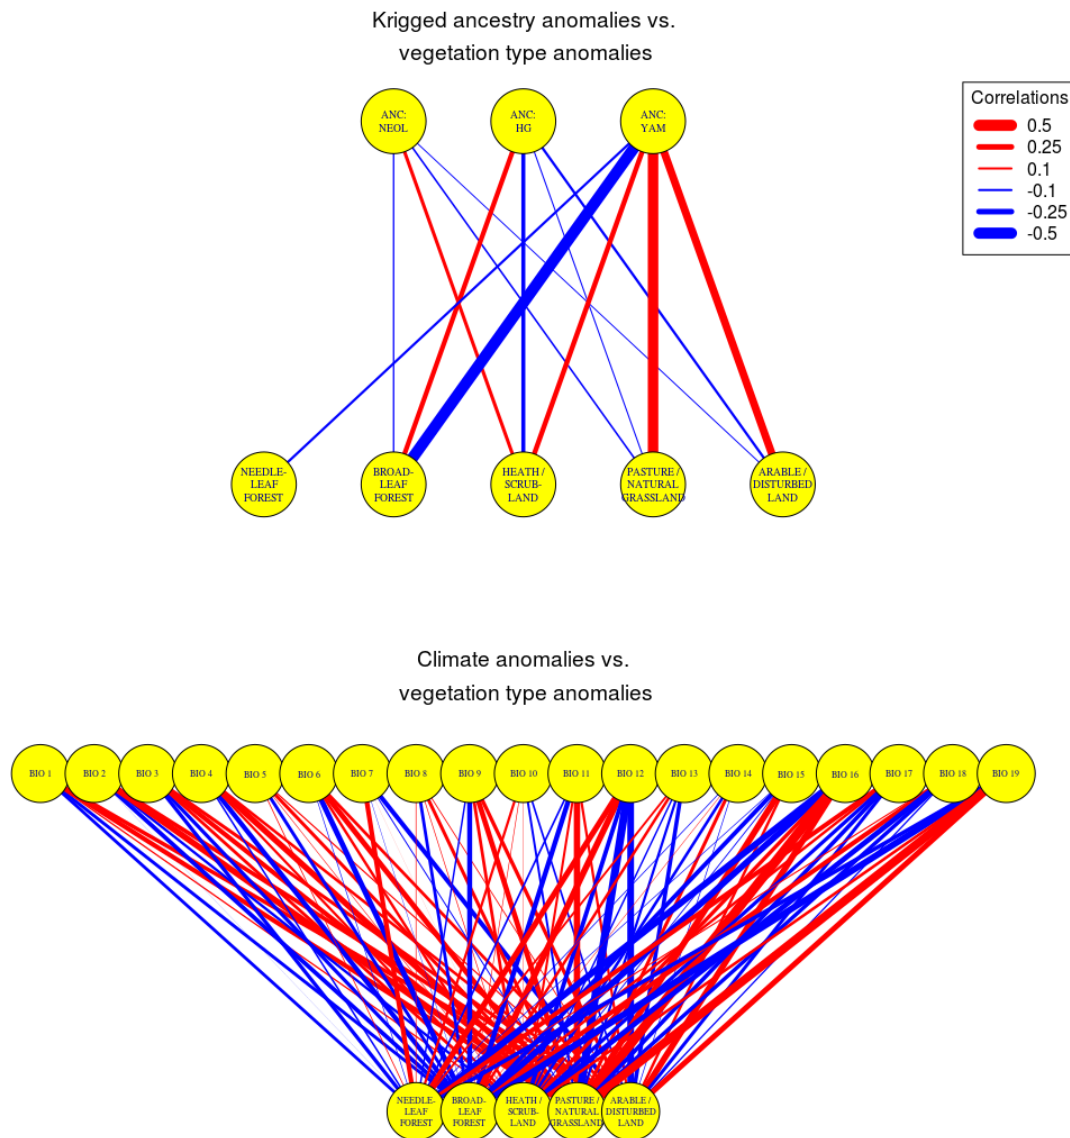 Krigged ancestry anomalies vs.
vegetation type anomalies
ANC:
NEOL
ANC:
HG
ANC:
YAM
Correlations
0.5
0.25
0.1
-0.1
-0.25
-0.5
NEEDLE-
LEAF
FOREST
BROAD-
LEAF
FOREST
HEATH /
SCRUB-
LAND
PASTURE /
NATURAL
GRASSLAND
ARABLE /
DISTURBED
LAND
Climate anomalies vs.
vegetation type anomalies
BIO 1
BIO 2
BIO 3
BIO 4
BIO 5
BIO 6
BIO 7
BIO 8
BIO 9
BIO 10
BIO 11
BIO 12
BIO 13
BIO 14
BIO 15
BIO 16
BIO 17
BIO 18
BIO 19
NEEDLE-
LEAF
FOREST
BROAD-
LEAF
FOREST
HEATH /
SCRUB-
LAND
PASTURE /
NATURAL
GRASSLAND
ARABLE /
DISTURBED
LAND